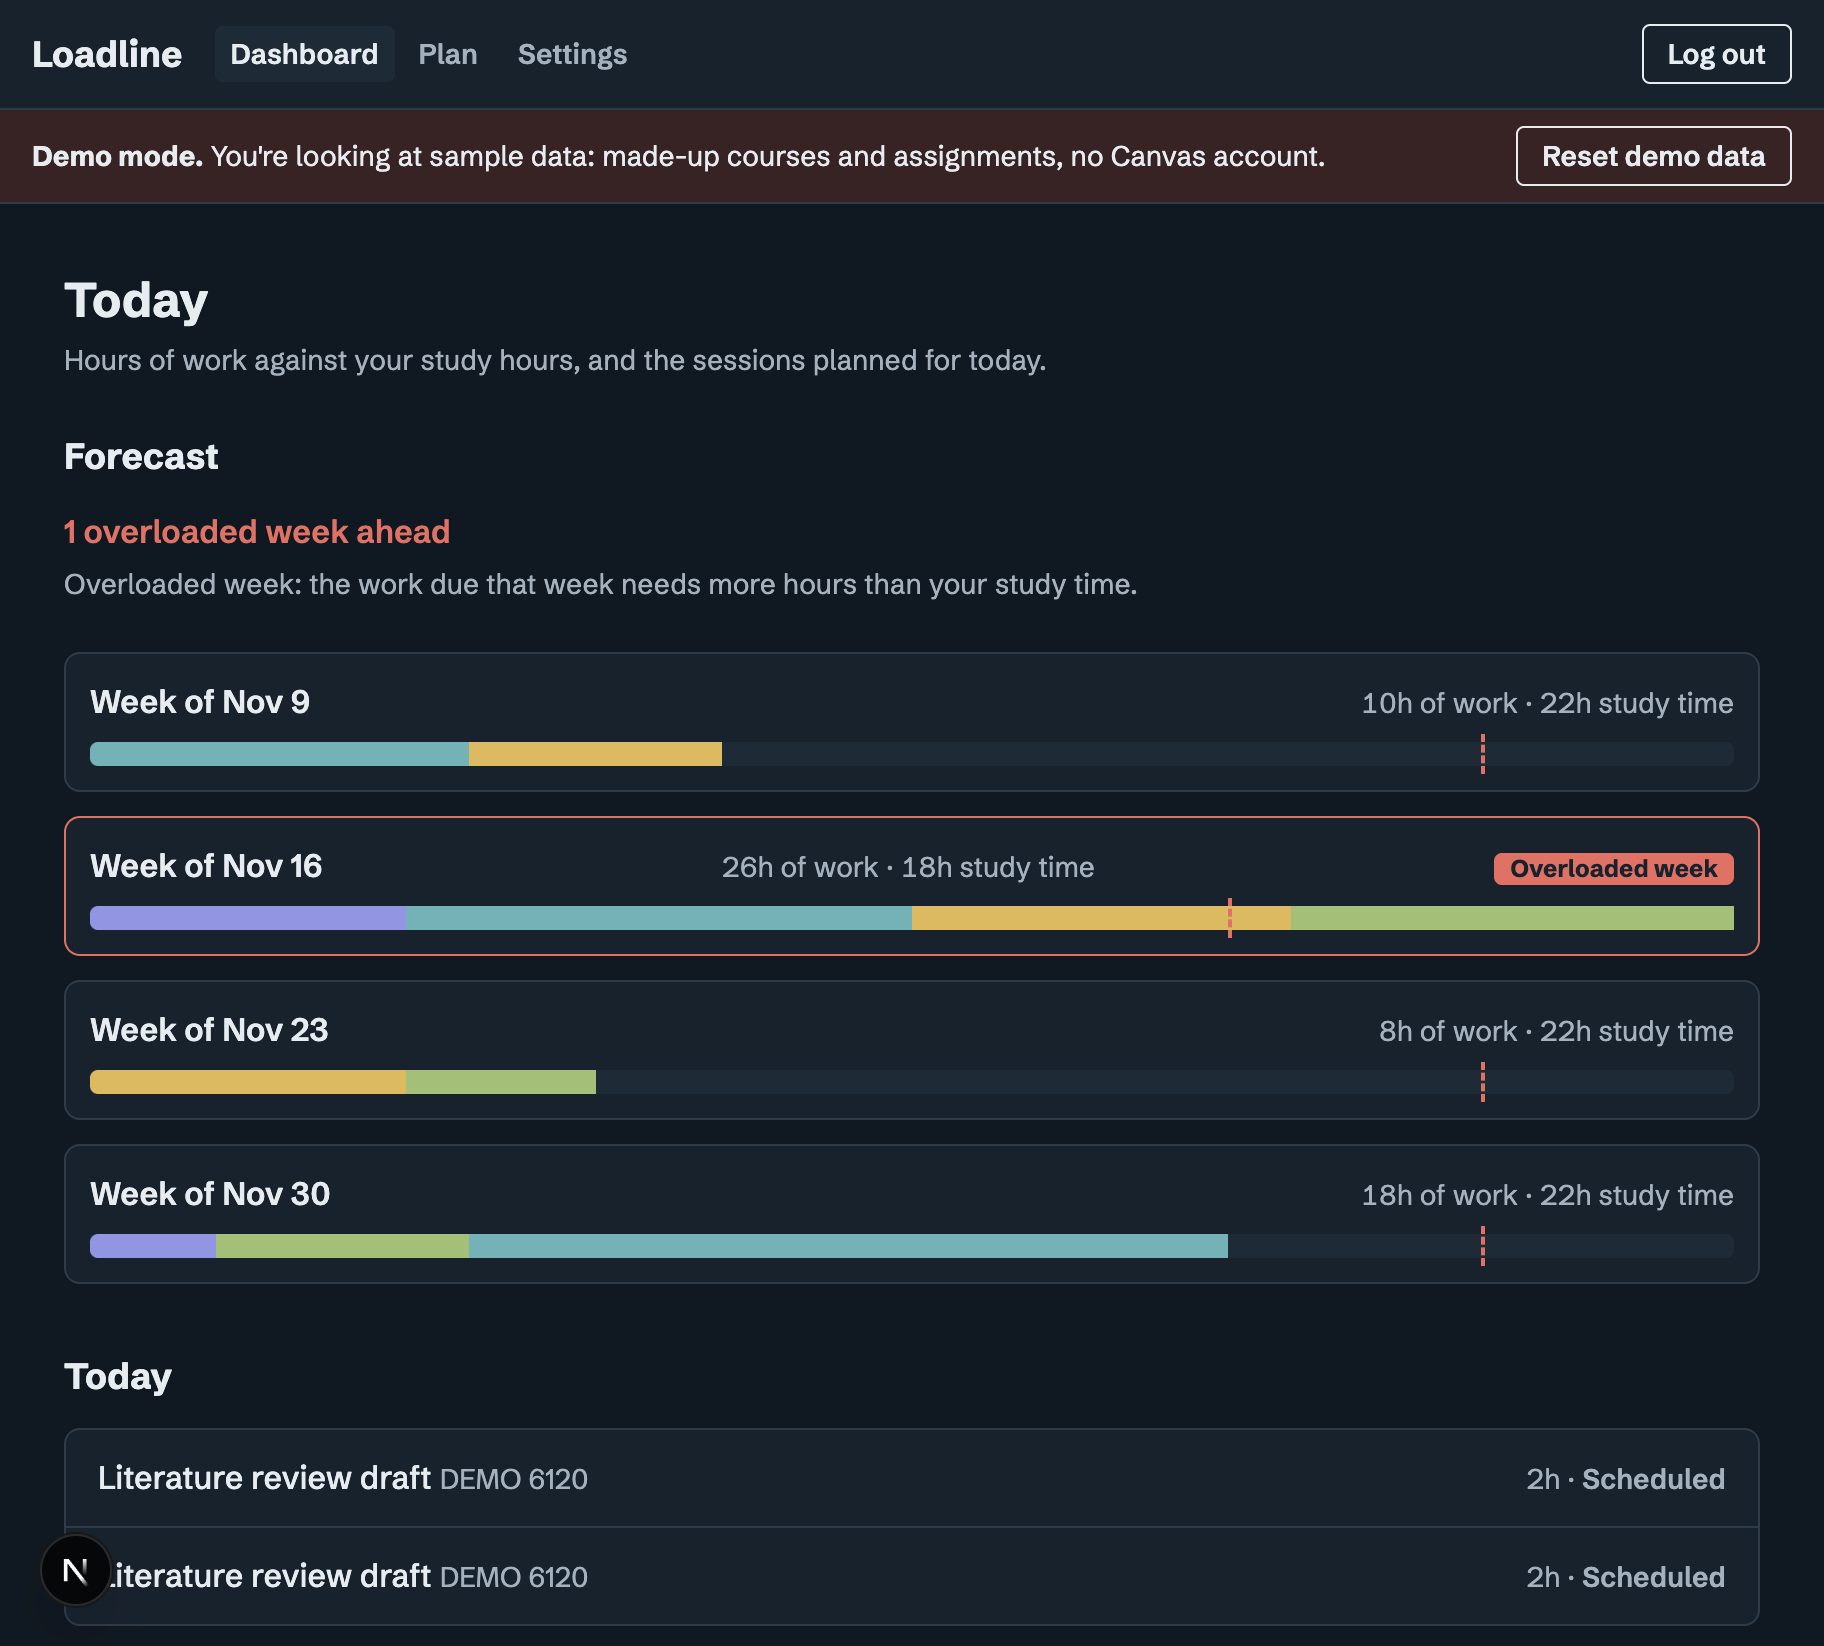 Loadline Dashboard Plan Settings Log out
Demo mode. You're looking at sample data: made-up courses and assignments, no Canvas account. Reset demo data
Today
Hours of work against your study hours, and the sessions planned for today.
Forecast
1 overloaded week ahead
Overloaded week: the work due that week needs more hours than your study time.
Week of Nov 9 10h of work · 22h study time
Week of Nov 16 26h of work · 18h study time Overloaded week
Week of Nov 23 8h of work · 22h study time
Week of Nov 30 18h of work · 22h study time
Today
Literature review draft DEMO 6120 2h · Scheduled
N Literature review draft DEMO 6120 2h · Scheduled